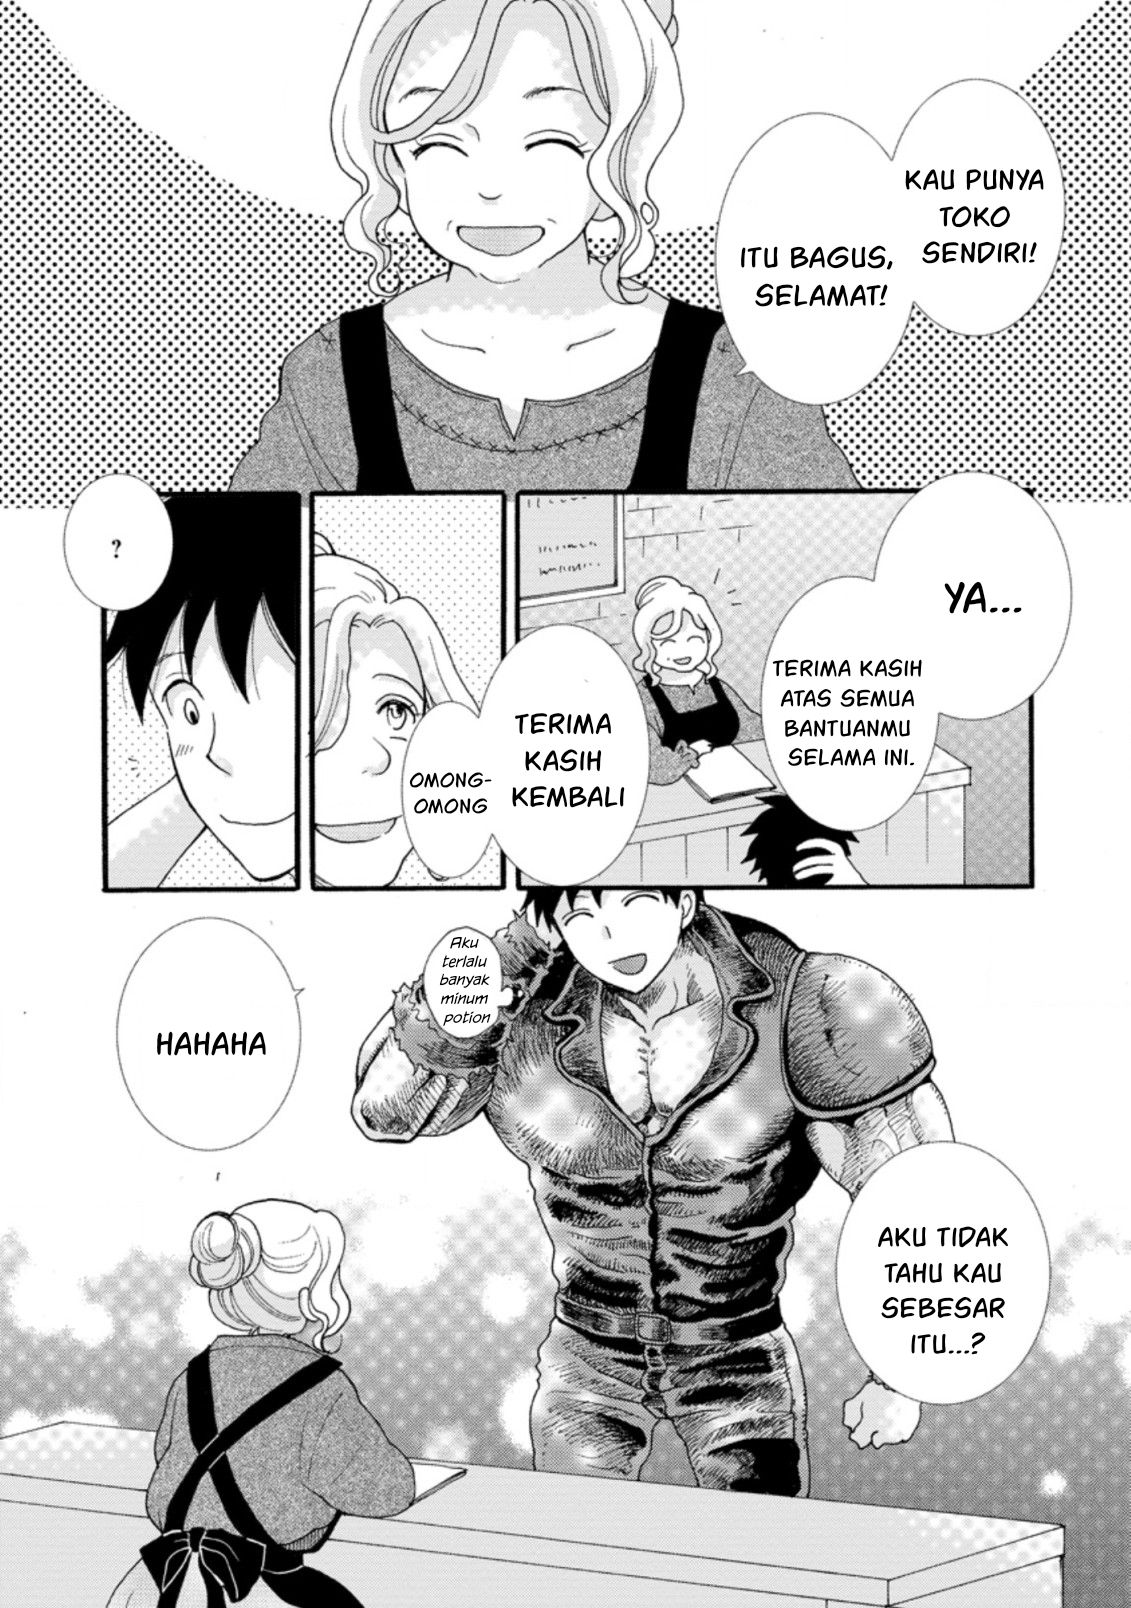 KAU PUNYA
TOKO
SENDIRI!
ITU BAGUS,
SELAMAT!
YA...
TERIMA KASIH
ATAS SEMUA
BANTUANMU
SELAMA INI.
TERIMA
KASIH
KEMBALI
OMONG-
OMONG
?
AKU TIDAK
TAHU KAU
SEBESAR
ITU...?
Aku
terlalu
banyak
minum
potion
HAHAHA